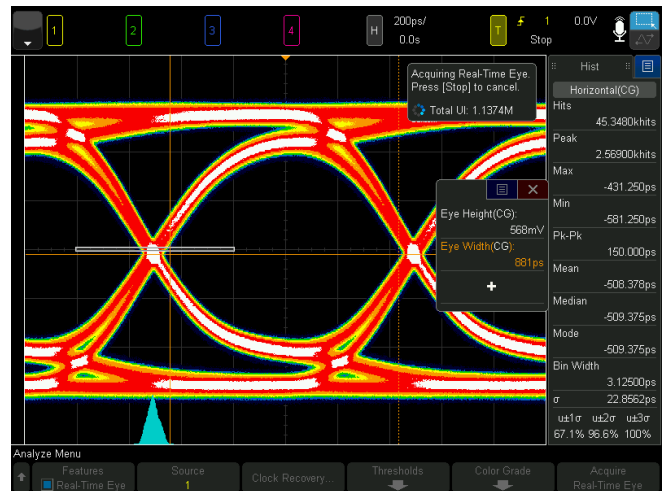 1 2 3 4 H 200ps/ 0.0s T 1 0.0V Stop
Acquiring Real-Time Eye.
Press [Stop] to cancel.
Total UI: 1.1374M
Eye Height(CG):
568mV
Eye Width(CG):
881ps
Hist
Horizontal(CG)
Hits
45.3480khits
Peak
2.56900khits
Max
-431.250ps
Min
-581.250ps
Pk-Pk
150.000ps
Mean
-508.378ps
Median
-509.375ps
Mode
-509.375ps
Bin Width
3.12500ps
σ
22.8562ps
u±1σ u±2σ u±3σ
67.1% 96.6% 100%
Analyze Menu
Features
Real-Time Eye
Source
1
Clock Recovery...
Thresholds
Color Grade
Acquire
Real-Time Eye